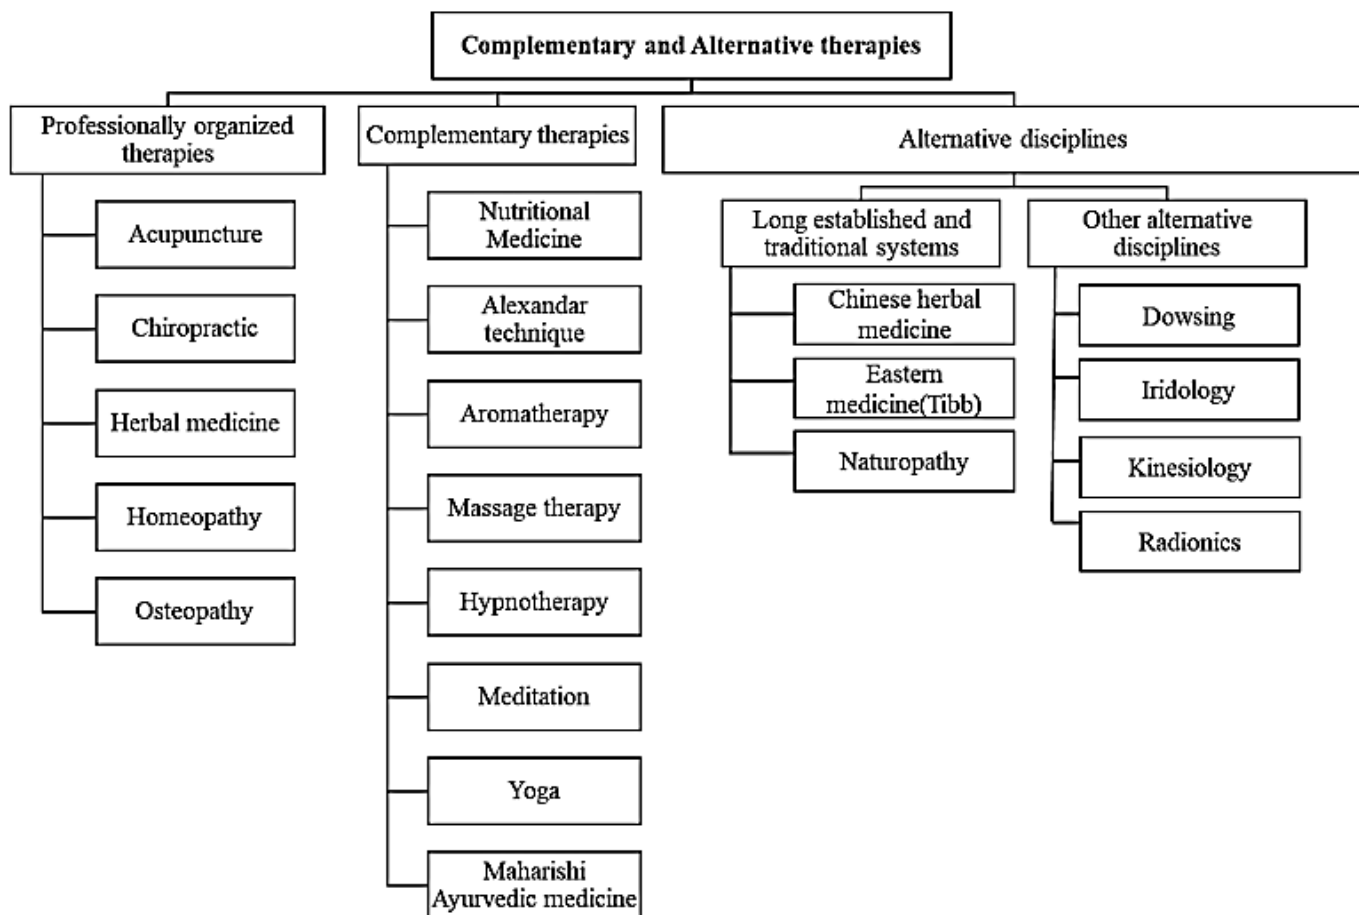 Complementary and Alternative therapies
Professionally organized
therapies
Acupuncture
Chiropractic
Herbal medicine
Homeopathy
Osteopathy
Complementary therapies
Nutritional
Medicine
Alexandar
technique
Aromatherapy
Massage therapy
Hypnotherapy
Meditation
Yoga
Maharishi
Ayurvedic medicine
Alternative disciplines
Long established and
traditional systems
Chinese herbal
medicine
Eastern
medicine(Tibb)
Naturopathy
Other alternative
disciplines
Dowsing
Iridology
Kinesiology
Radionics